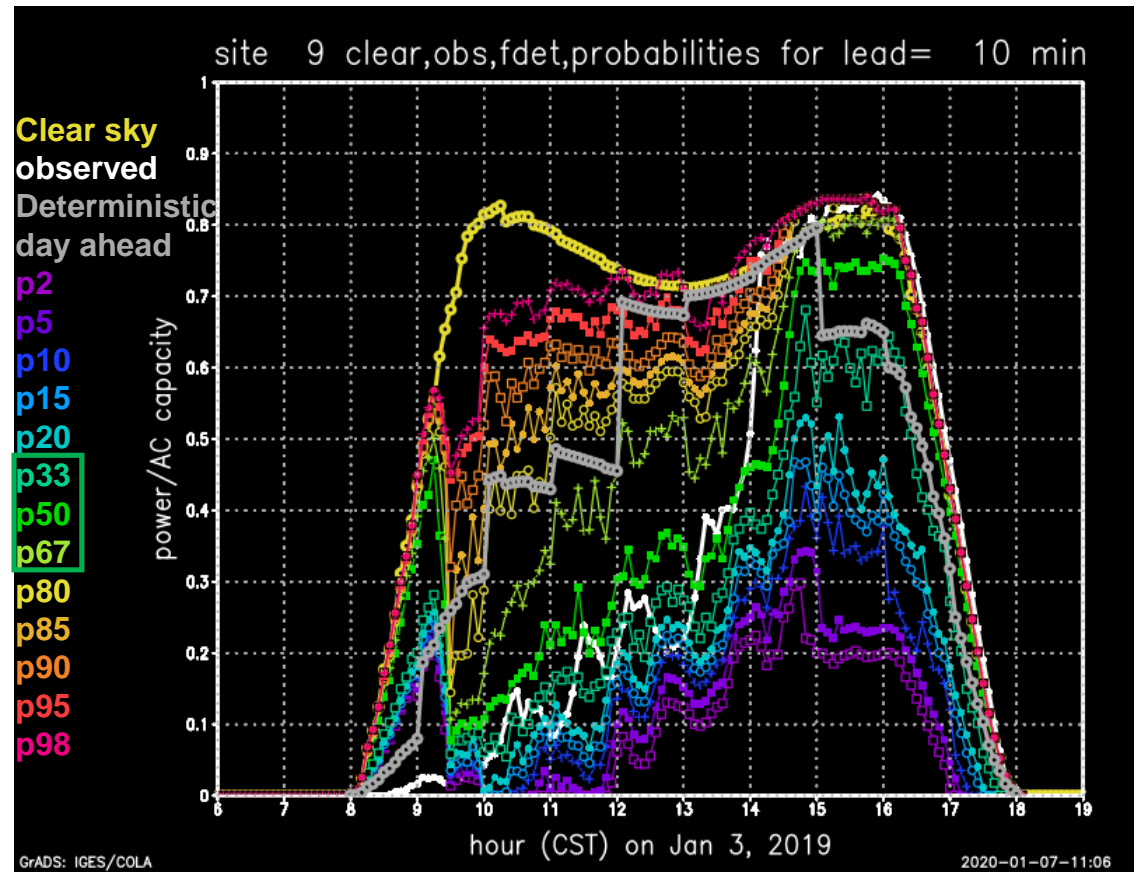 site 9 clear,obs,fdet,probabilities for lead= 10 min
Clear sky
observed
Deterministic
day ahead
p2
p5
p10
p15
p20
p33
p50
p67
p80
p85
p90
p95
p98
power/AC capacity
1
0.9
0.8
0.7
0.6
0.5
0.4
0.3
0.2
0.1
0
6 7 8 9 10 11 12 13 14 15 16 17 18 19
hour (CST) on Jan 3, 2019
GrADS: IGES/COLA
2020-01-07-11:06